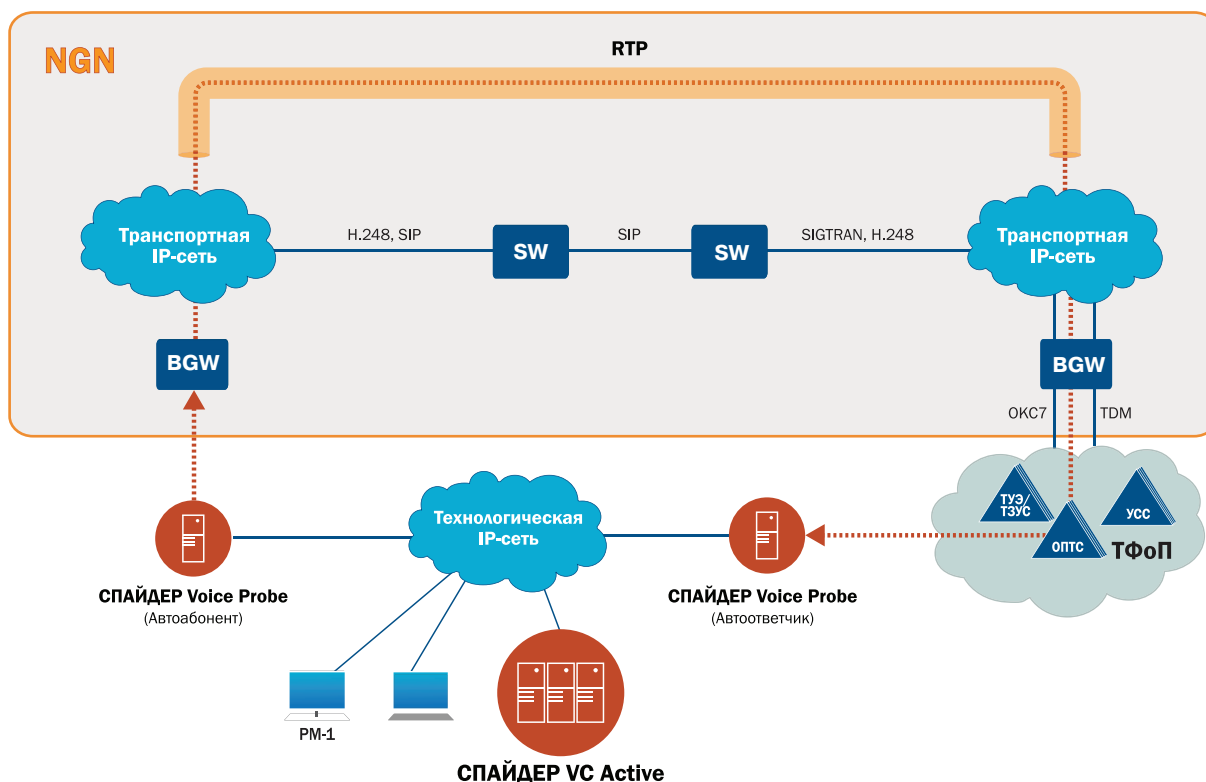 NGN
RTP
Транспортная
IP-сеть
H.248, SIP
SW
SIP
SW
SIGTRAN, H.248
Транспортная
IP-сеть
BGW
BGW
ОКС7
TDM
ТУЭ/
ТЗУС
УСС
ОПТС
ТФоП
Технологическая
IP-сеть
СПАЙДЕР Voice Probe
(Автоабонент)
СПАЙДЕР Voice Probe
(Автоответчик)
РМ-1
СПАЙДЕР VC Active